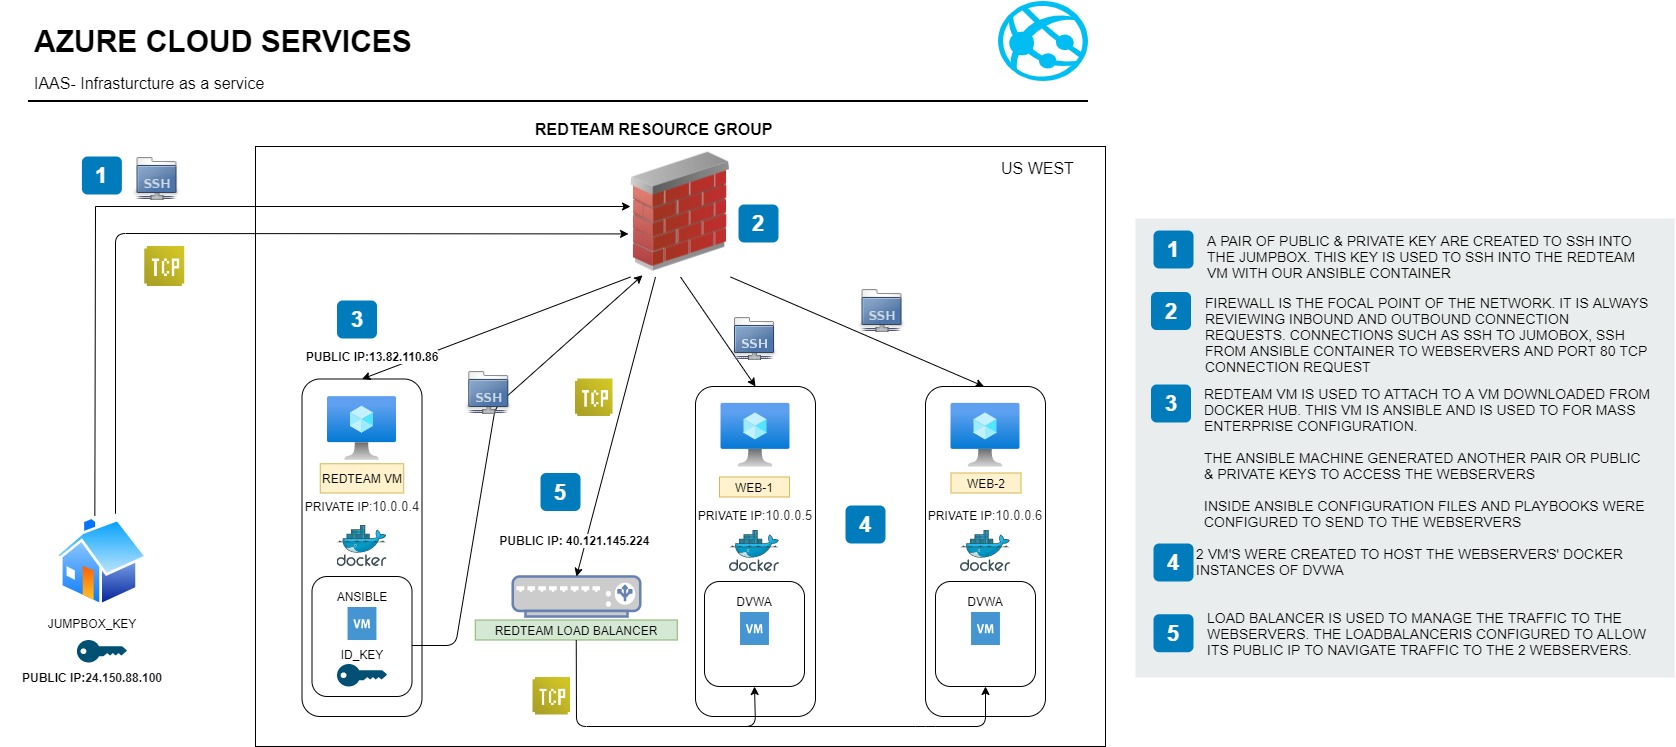 AZURE CLOUD SERVICES
IAAS- Infrasturcture as a service
REDTEAM RESOURCE GROUP
US WEST
1
SSH
2
TCP
3
PUBLIC IP:13.82.110.86
SSH
SSH
SSH
TCP
REDTEAM VM
PRIVATE IP:10.0.0.4
docker
ANSIBLE
VM
ID_KEY
5
PUBLIC IP: 40.121.145.224
REDTEAM LOAD BALANCER
TCP
WEB-1
PRIVATE IP:10.0.0.5
docker
DVWA
VM
4
WEB-2
PRIVATE IP:10.0.0.6
docker
DVWA
VM
JUMPBOX_KEY
PUBLIC IP:24.150.88.100
1
A PAIR OF PUBLIC & PRIVATE KEY ARE CREATED TO SSH INTO
THE JUMPBOX. THIS KEY IS USED TO SSH INTO THE REDTEAM
VM WITH OUR ANSIBLE CONTAINER
2
FIREWALL IS THE FOCAL POINT OF THE NETWORK. IT IS ALWAYS
REVIEWING INBOUND AND OUTBOUND CONNECTION
REQUESTS. CONNECTIONS SUCH AS SSH TO JUMOBOX, SSH
FROM ANSIBLE CONTAINER TO WEBSERVERS AND PORT 80 TCP
CONNECTION REQUEST
3
REDTEAM VM IS USED TO ATTACH TO A VM DOWNLOADED FROM
DOCKER HUB. THIS VM IS ANSIBLE AND IS USED TO FOR MASS
ENTERPRISE CONFIGURATION.
THE ANSIBLE MACHINE GENERATED ANOTHER PAIR OR PUBLIC
& PRIVATE KEYS TO ACCESS THE WEBSERVERS
INSIDE ANSIBLE CONFIGURATION FILES AND PLAYBOOKS WERE
CONFIGURED TO SEND TO THE WEBSERVERS
4
2 VM'S WERE CREATED TO HOST THE WEBSERVERS' DOCKER
INSTANCES OF DVWA
5
LOAD BALANCER IS USED TO MANAGE THE TRAFFIC TO THE
WEBSERVERS. THE LOADBALANCERIS CONFIGURED TO ALLOW
ITS PUBLIC IP TO NAVIGATE TRAFFIC TO THE 2 WEBSERVERS.